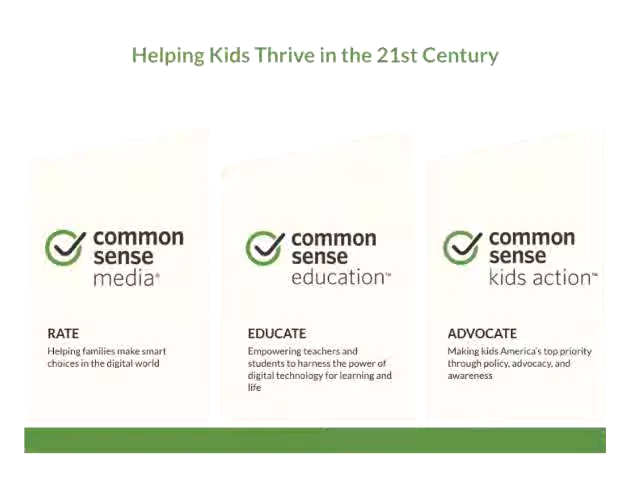 Helping Kids Thrive in the 21st Century
common
sense
media®
RATE
Helping families make smart
choices in the digital world
common
sense
education™
EDUCATE
Empowering teachers and
students to harness the power of
digital technology for learning and
life
common
sense
kids action™
ADVOCATE
Making kids America's top priority
through policy, advocacy, and
awareness